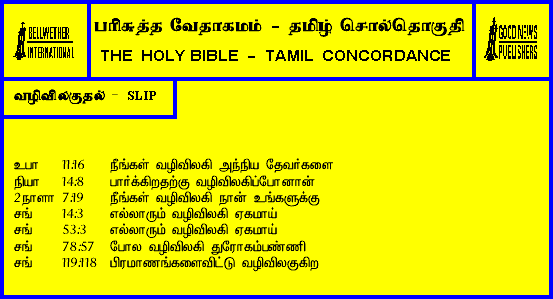 BELLWETHER
INTERNATIONAL
பரிசுத்த வேதாகமம் - தமிழ் சொல்தொகுதி
THE HOLY BIBLE - TAMIL CONCORDANCE
GOOD NEWS
PUBLISHERS
வழிவிலகுதல் - SLIP
உபா 11:16 நீங்கள் வழிவிலகி அந்நிய தேவர்களை
நியா 14:8 பார்க்கிறதற்கு வழிவிலகிப்போனான்
2நாளா 7:19 நீங்கள் வழிவிலகி நான் உங்களுக்கு
சங் 14:3 எல்லாரும் வழிவிலகி ஏகமாய்
சங் 53:3 எல்லாரும் வழிவிலகி ஏகமாய்
சங் 78:57 போல வழிவிலகி துரோகம்பண்ணி
சங் 119:118 பிரமாணங்களைவிட்டு வழிவிலகுகிற